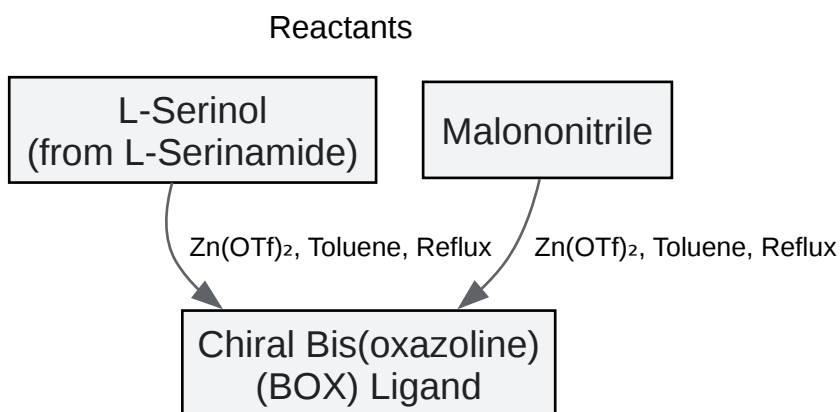 Reactants
L-Serinol
(from L-Serinamide)
Malononitrile
Zn(OTf)₂, Toluene, Reflux
Zn(OTf)₂, Toluene, Reflux
Chiral Bis(oxazoline)
(BOX) Ligand